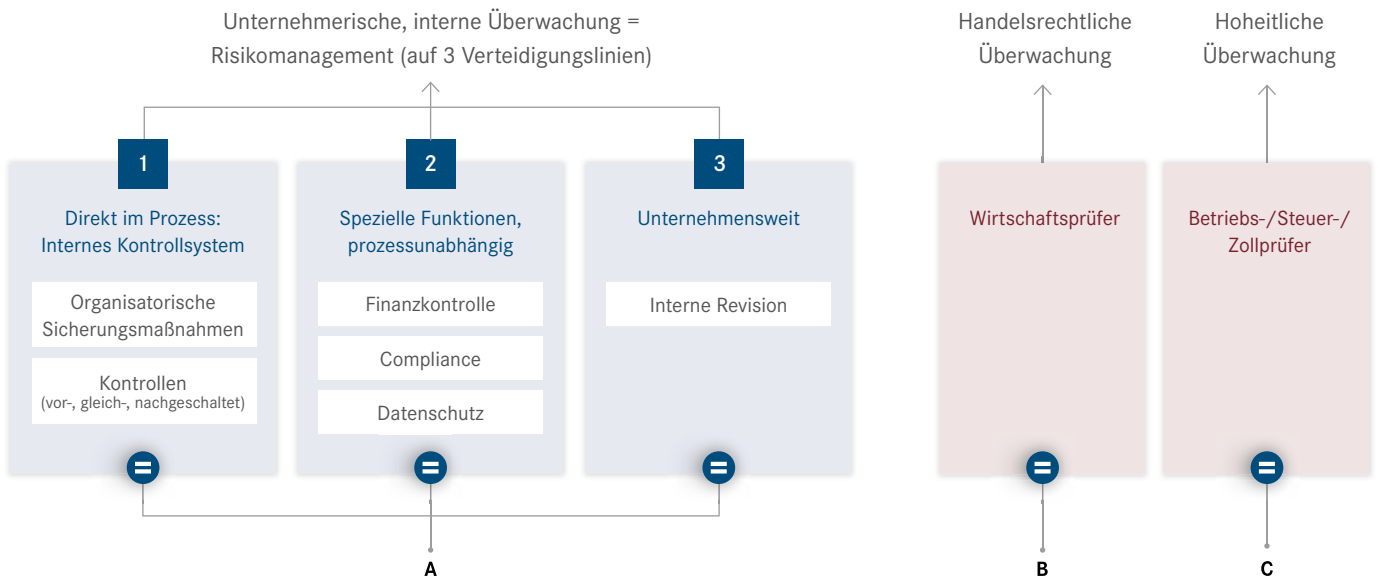 Unternehmerische, interne Überwachung =
Risikomanagement (auf 3 Verteidigungslinien)
Handelsrechtliche
Überwachung
Hoheitliche
Überwachung
1
Direkt im Prozess:
Internes Kontrollsystem
Organisatorische
Sicherungsmaßnahmen
Kontrollen
(vor-, gleich-, nachgeschaltet)
=
2
Spezielle Funktionen,
prozessunabhängig
Finanzkontrolle
Compliance
Datenschutz
=
3
Unternehmensweit
Interne Revision
=
Wirtschaftsprüfer
=
Betriebs-/Steuer-/
Zollprüfer
=
A
B
C